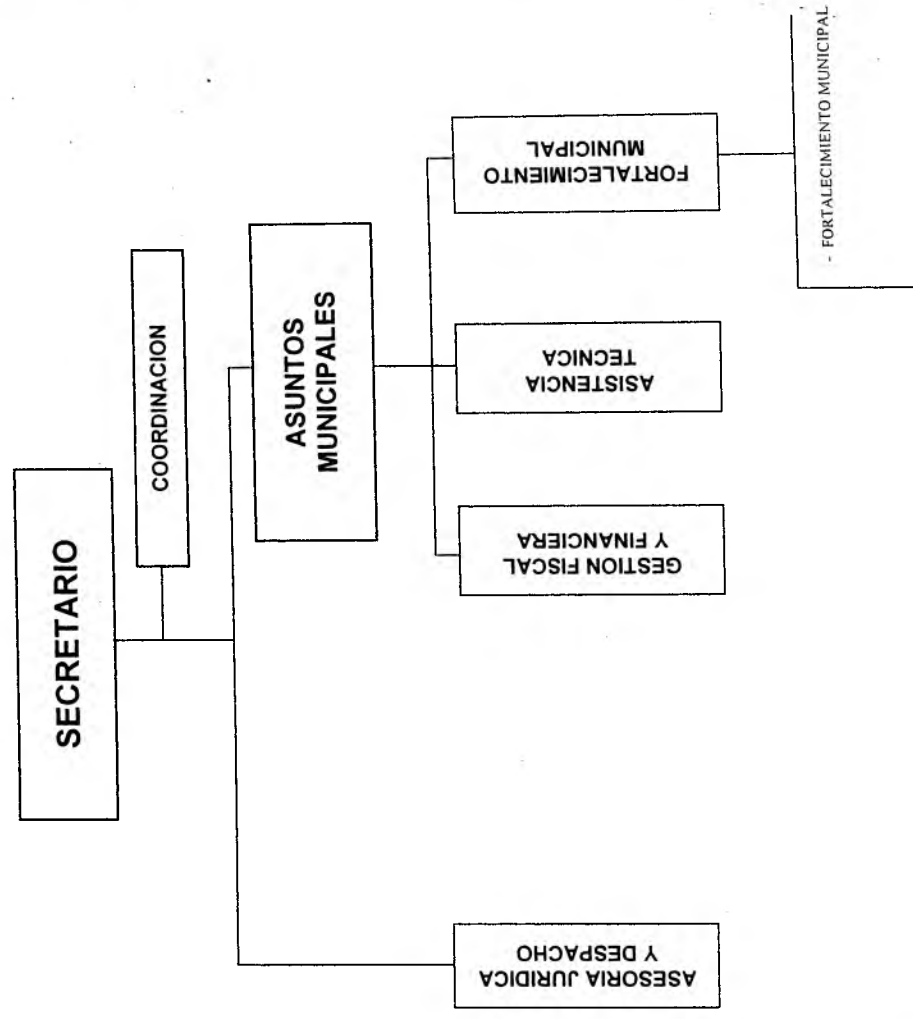 SECRETARIO
COORDINACION
ASUNTOS
MUNICIPALES
ASESORIA JURIDICA
Y DESPACHO
GESTION FISCAL
Y FINANCIERA
ASISTENCIA
TECNICA
FORTALECIMIENTO
MUNICIPAL
- FORTALECIMIENTO MUNICIPAL